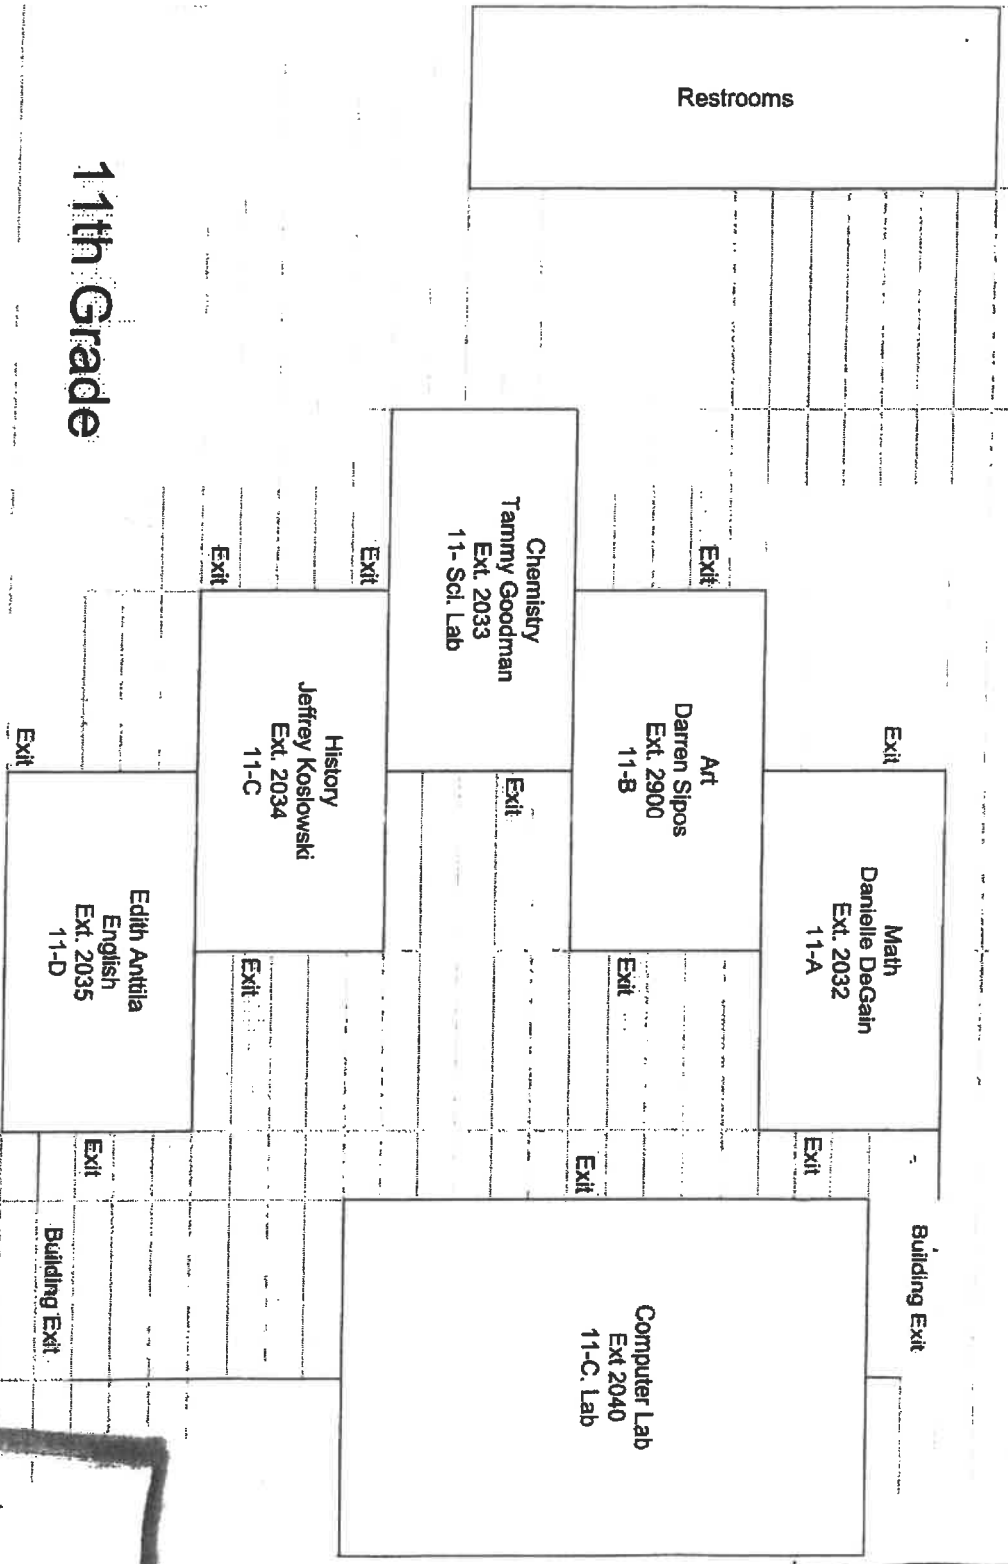 Restrooms
11th Grade
Math
Danielle DeGain
Ext. 2032
11-A
Exit
Exit
Building Exit
Art
Darren Sipos
Ext. 2900
11-B
Exit
Exit
Chemistry
Tammy Goodman
Ext. 2033
11- Sci. Lab
Exit
Exit
Computer Lab
Ext 2040
11-C. Lab
Exit
History
Jeffrey Koslowski
Ext. 2034
11-C
Exit
Exit
Edith Anttila
English
Ext. 2035
11-D
Exit
Exit
Building Exit